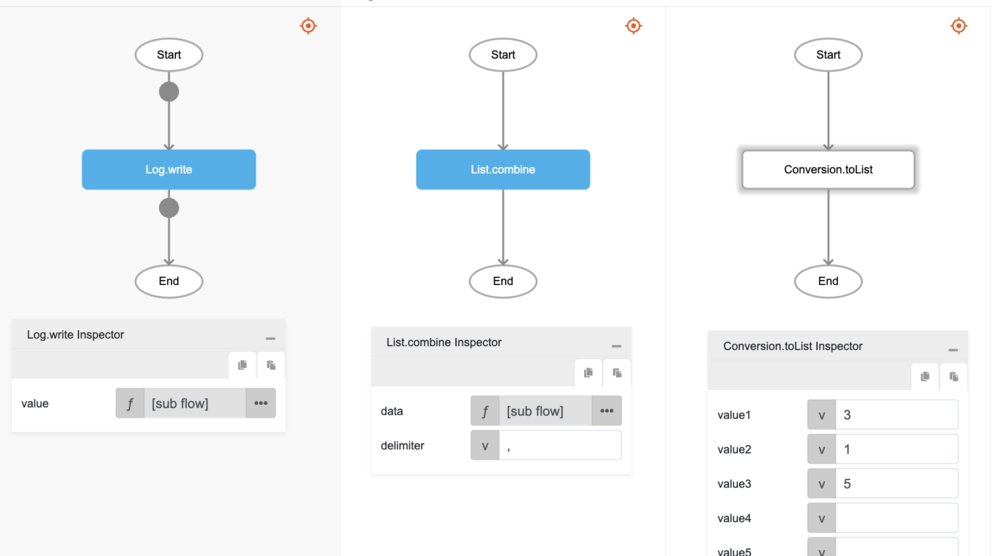 Start
Log.write
End
Log.write Inspector
value f [sub flow] •••
Start
List.combine
End
List.combine Inspector
data f [sub flow] •••
delimiter v ,
Start
Conversion.toList
End
Conversion.toList Inspector
value1 v 3
value2 v 1
value3 v 5
value4 v
value5 v